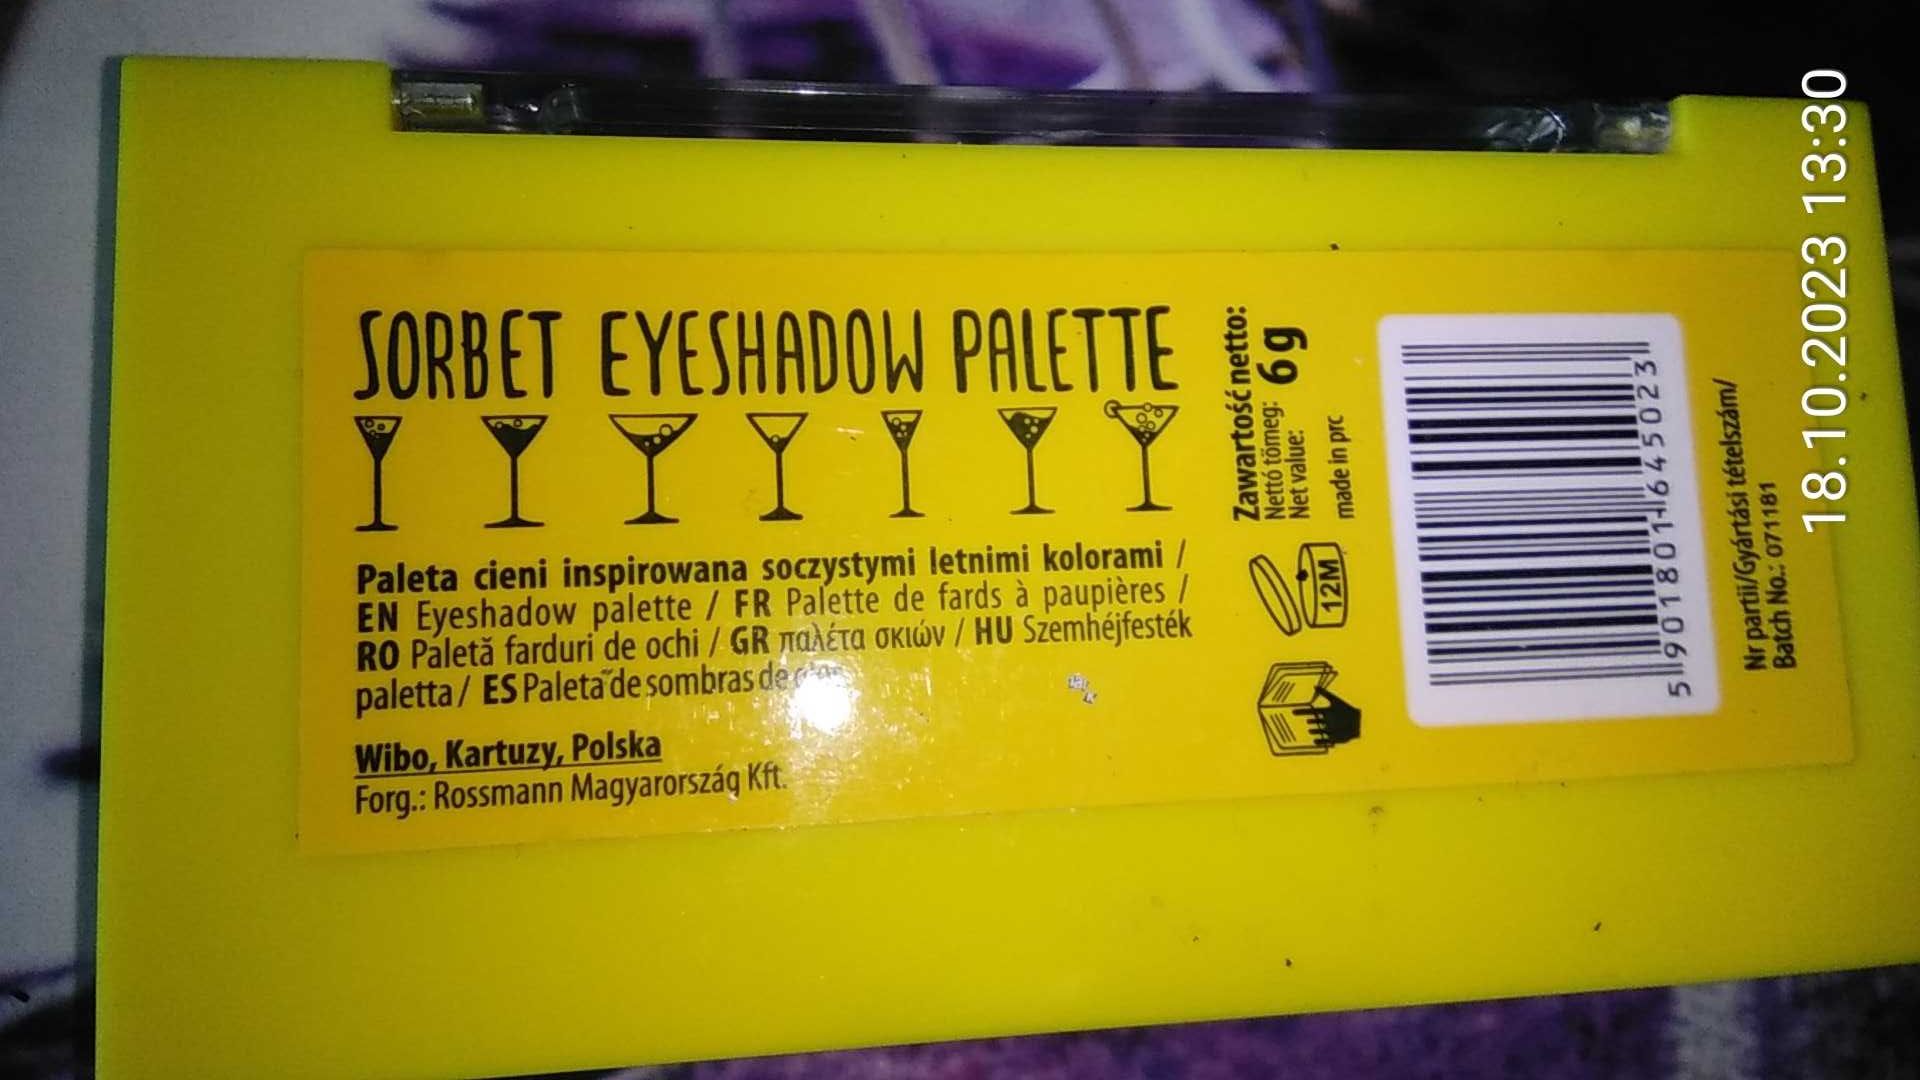 SORBET EYESHADOW PALETTE
Paleta cieni inspirowana soczystymi letnimi kolorami /
EN Eyeshadow palette / FR Palette de fards à paupières /
RO Paletă farduri de ochi / GR παλέτα σκιών / HU Szemhéjfesték
paletta / ES Paleta de sombras de
Wibo, Kartuzy, Polska
Forg.: Rossmann Magyarország Kft.
Zawartość netto:
Nettó tömeg: 6 g
Net value:
made in prc
12M
5 901801 645023
Nr partii/Gyártási tételszám/
Batch No.: 071181
18.10.2023 13:30